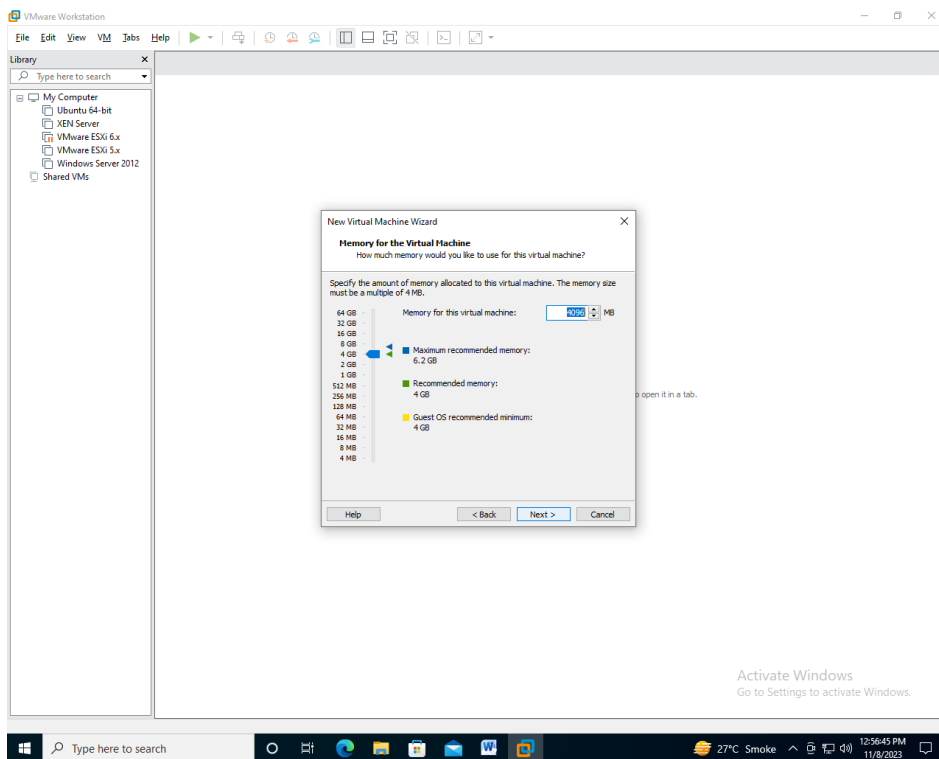 VMware Workstation
File Edit View VM Tabs Help
Library
Type here to search
My Computer
Ubuntu 64-bit
XEN Server
VMware ESXi 6.x
VMware ESXi 5.x
Windows Server 2012
Shared VMs
New Virtual Machine Wizard
Memory for the Virtual Machine
How much memory would you like to use for this virtual machine?
Specify the amount of memory allocated to this virtual machine. The memory size
must be a multiple of 4 MB.
Memory for this virtual machine: 4096 MB
64 GB
32 GB
16 GB
8 GB
4 GB
2 GB
1 GB
512 MB
256 MB
128 MB
64 MB
32 MB
16 MB
8 MB
4 MB
Maximum recommended memory:
6.2 GB
Recommended memory:
4 GB
Guest OS recommended minimum:
4 GB
o open it in a tab.
Help < Back Next > Cancel
Activate Windows
Go to Settings to activate Windows.
Type here to search
27°C Smoke
12:56:45 PM
11/8/2023